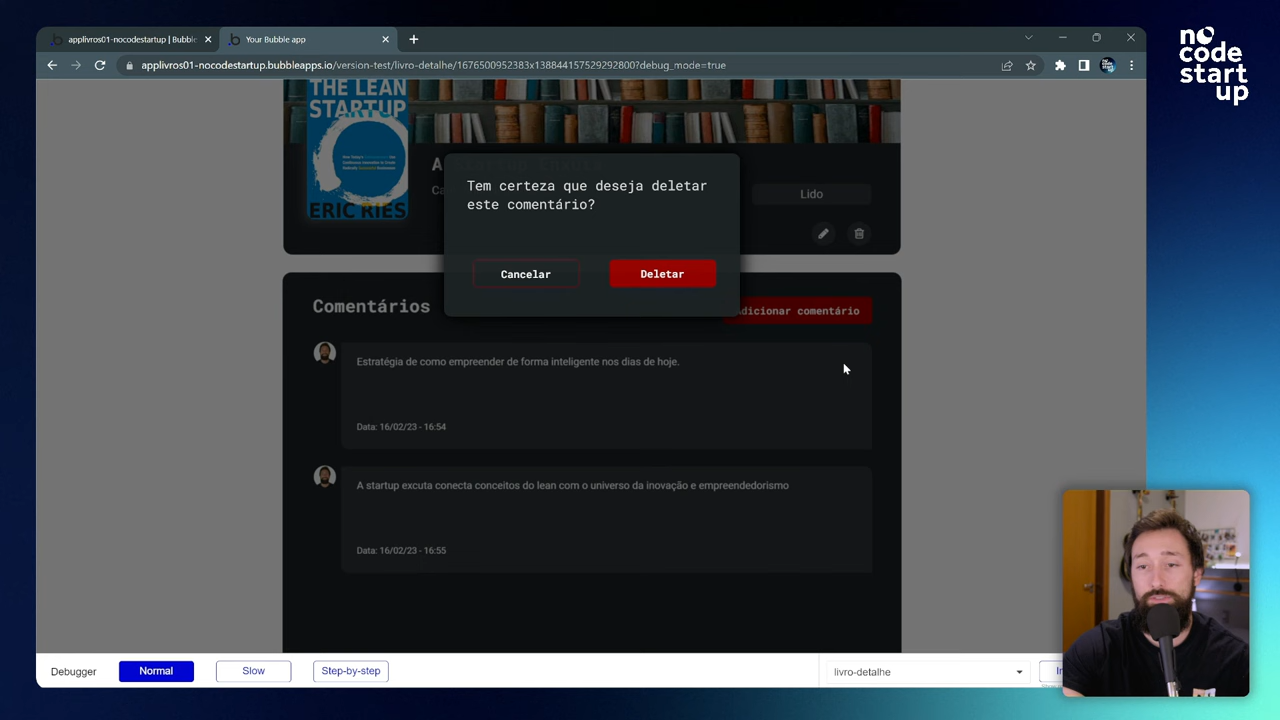 applivros01-nocodestartup | Bubbl
Your Bubble app
applivros01-nocodestartup.bubbleapps.io/version-test/livro-detalhe/1676500952383x138844157529292800?debug_mode=true
no
code
start
up
THE LEAN
STARTUP
ERIC RIES
Tem certeza que deseja deletar
este comentário?
Lido
Cancelar
Deletar
Comentários
Adicionar comentário
Estratégia de como empreender de forma inteligente nos dias de hoje.
Data: 16/02/23 - 16:54
A startup excuta conecta conceitos do lean com o universo da inovação e empreendedorismo
Data: 16/02/23 - 16:55
Debugger
Normal
Slow
Step-by-step
livro-detalhe